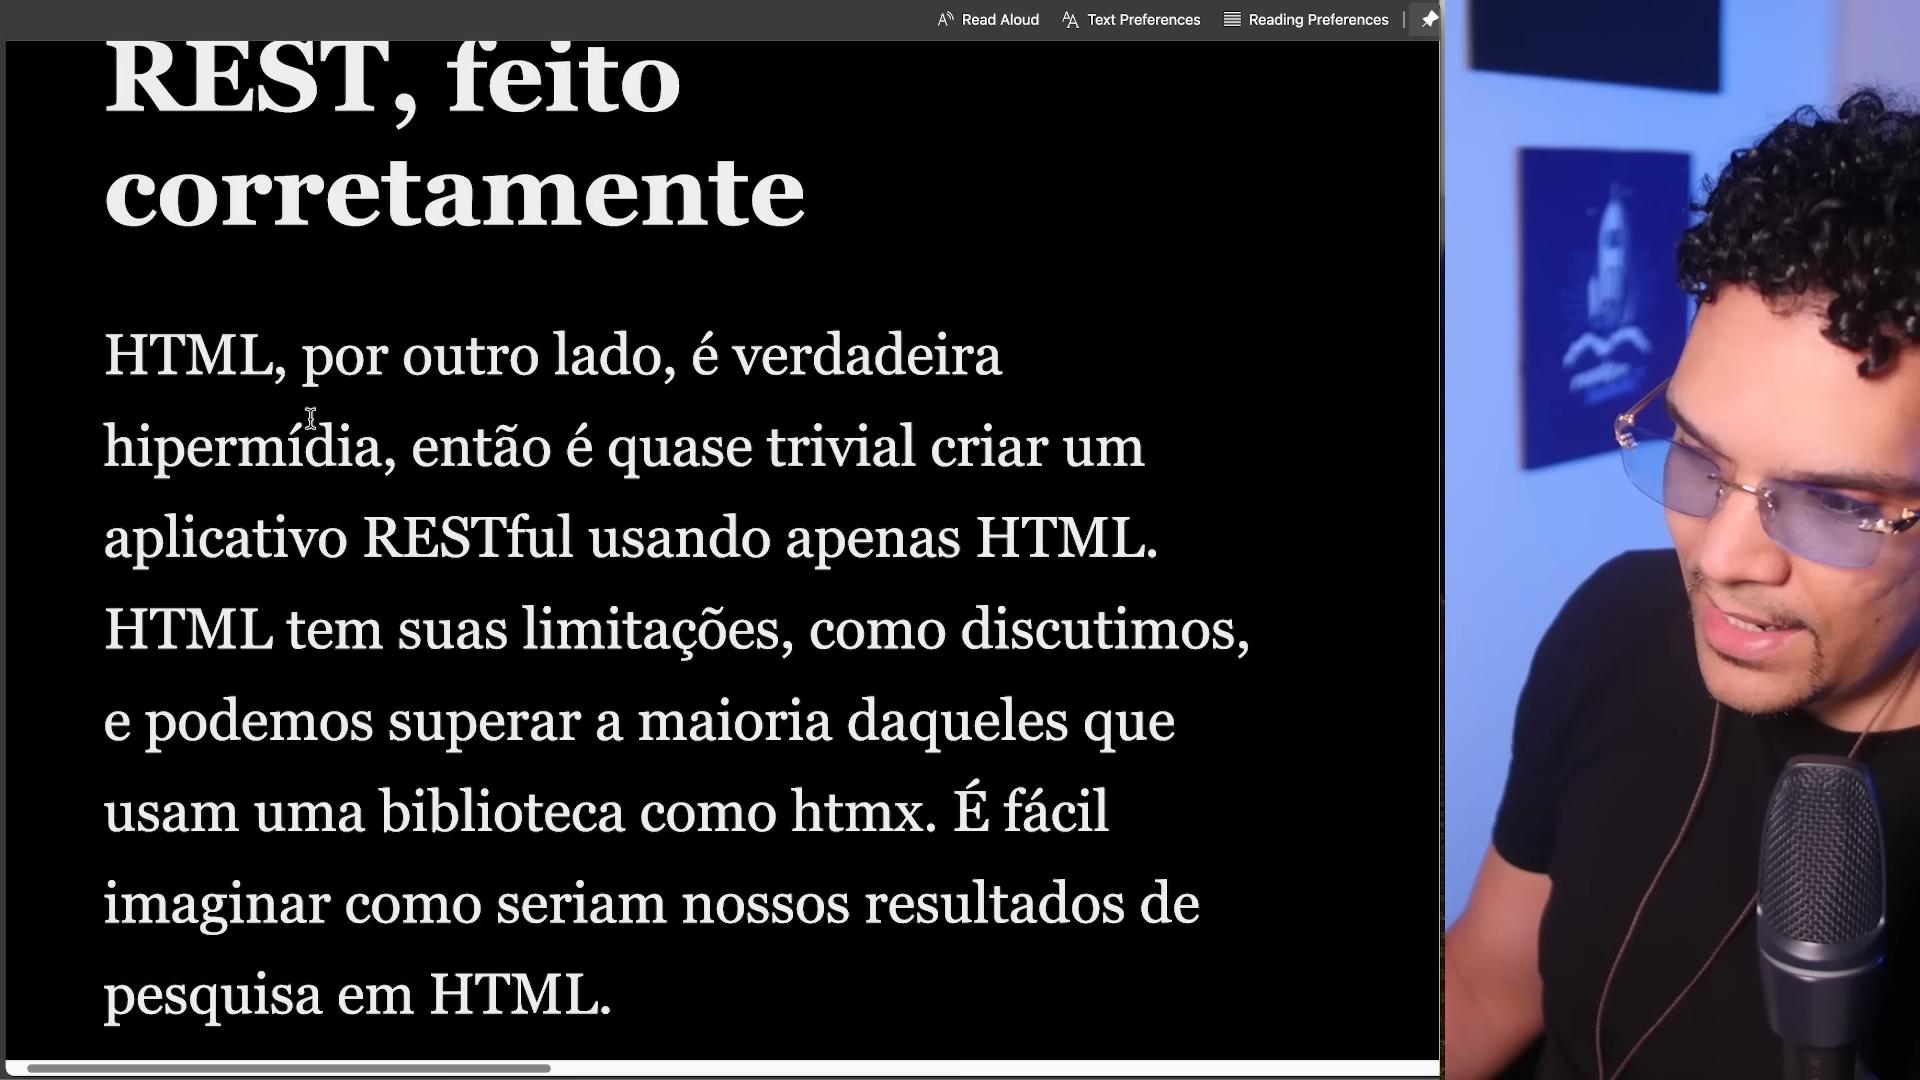 Read Aloud
Text Preferences
Reading Preferences
REST, feito
corretamente
HTML, por outro lado, é verdadeira
hipermídia, então é quase trivial criar um
aplicativo RESTful usando apenas HTML.
HTML tem suas limitações, como discutimos,
e podemos superar a maioria daqueles que
usam uma biblioteca como htmx. É fácil
imaginar como seriam nossos resultados de
pesquisa em HTML.